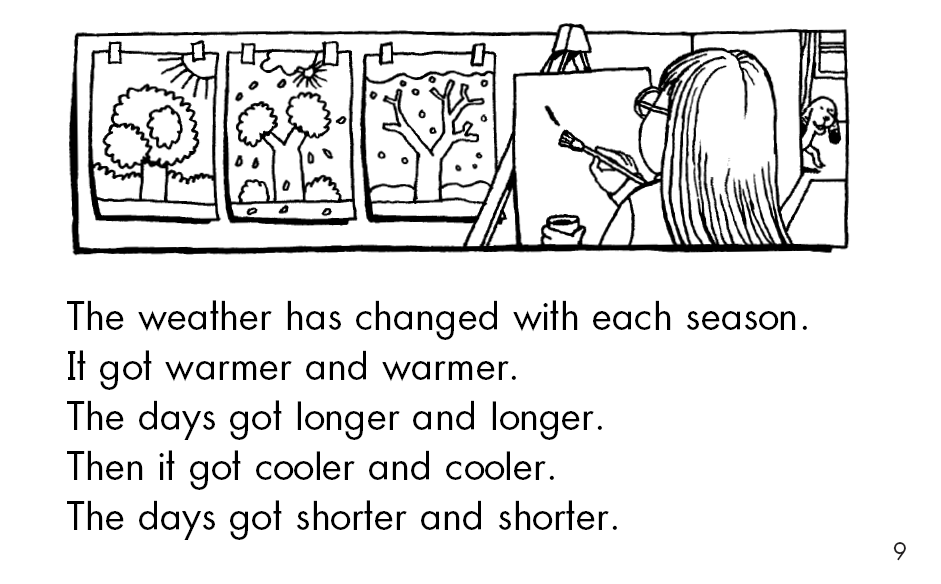 The weather has changed with each season.
It got warmer and warmer.
The days got longer and longer.
Then it got cooler and cooler.
The days got shorter and shorter.
9